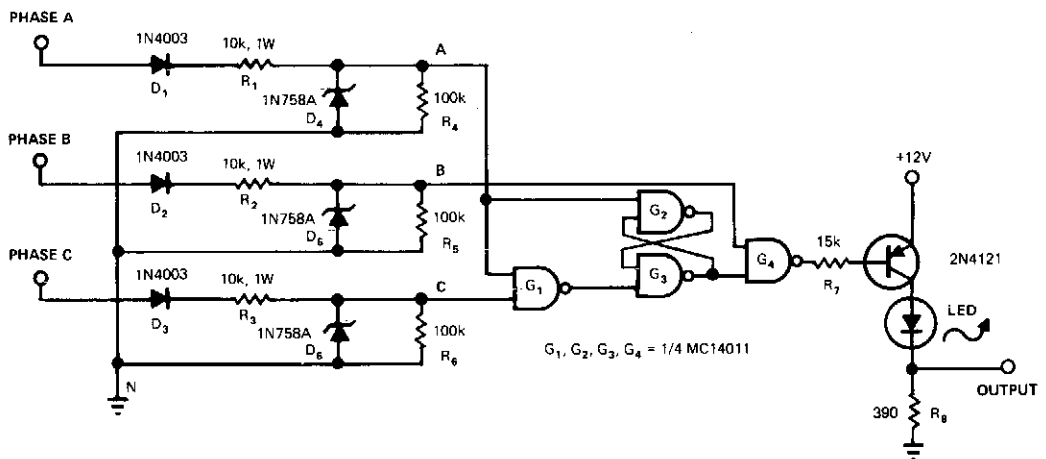 PHASE A
1N4003
D1
10k, 1W
R1
A
1N758A
D4
100k
R4
PHASE B
1N4003
D2
10k, 1W
R2
B
1N758A
D5
100k
R5
PHASE C
1N4003
D3
10k, 1W
R3
C
1N758A
D6
100k
R6
N
G1
G2
G3
G4
G1, G2, G3, G4 = 1/4 MC14011
15k
R7
+12V
2N4121
LED
OUTPUT
390
R8